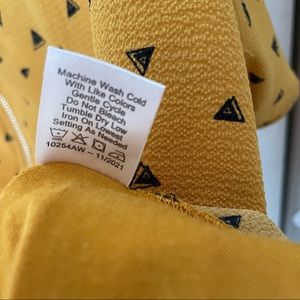 Machine Wash Cold
With Like Colors
Gentle Cycle
Do Not Bleach
Tumble Dry Low
Iron On Lowest
Setting As Needed
10254AW – 11/2021